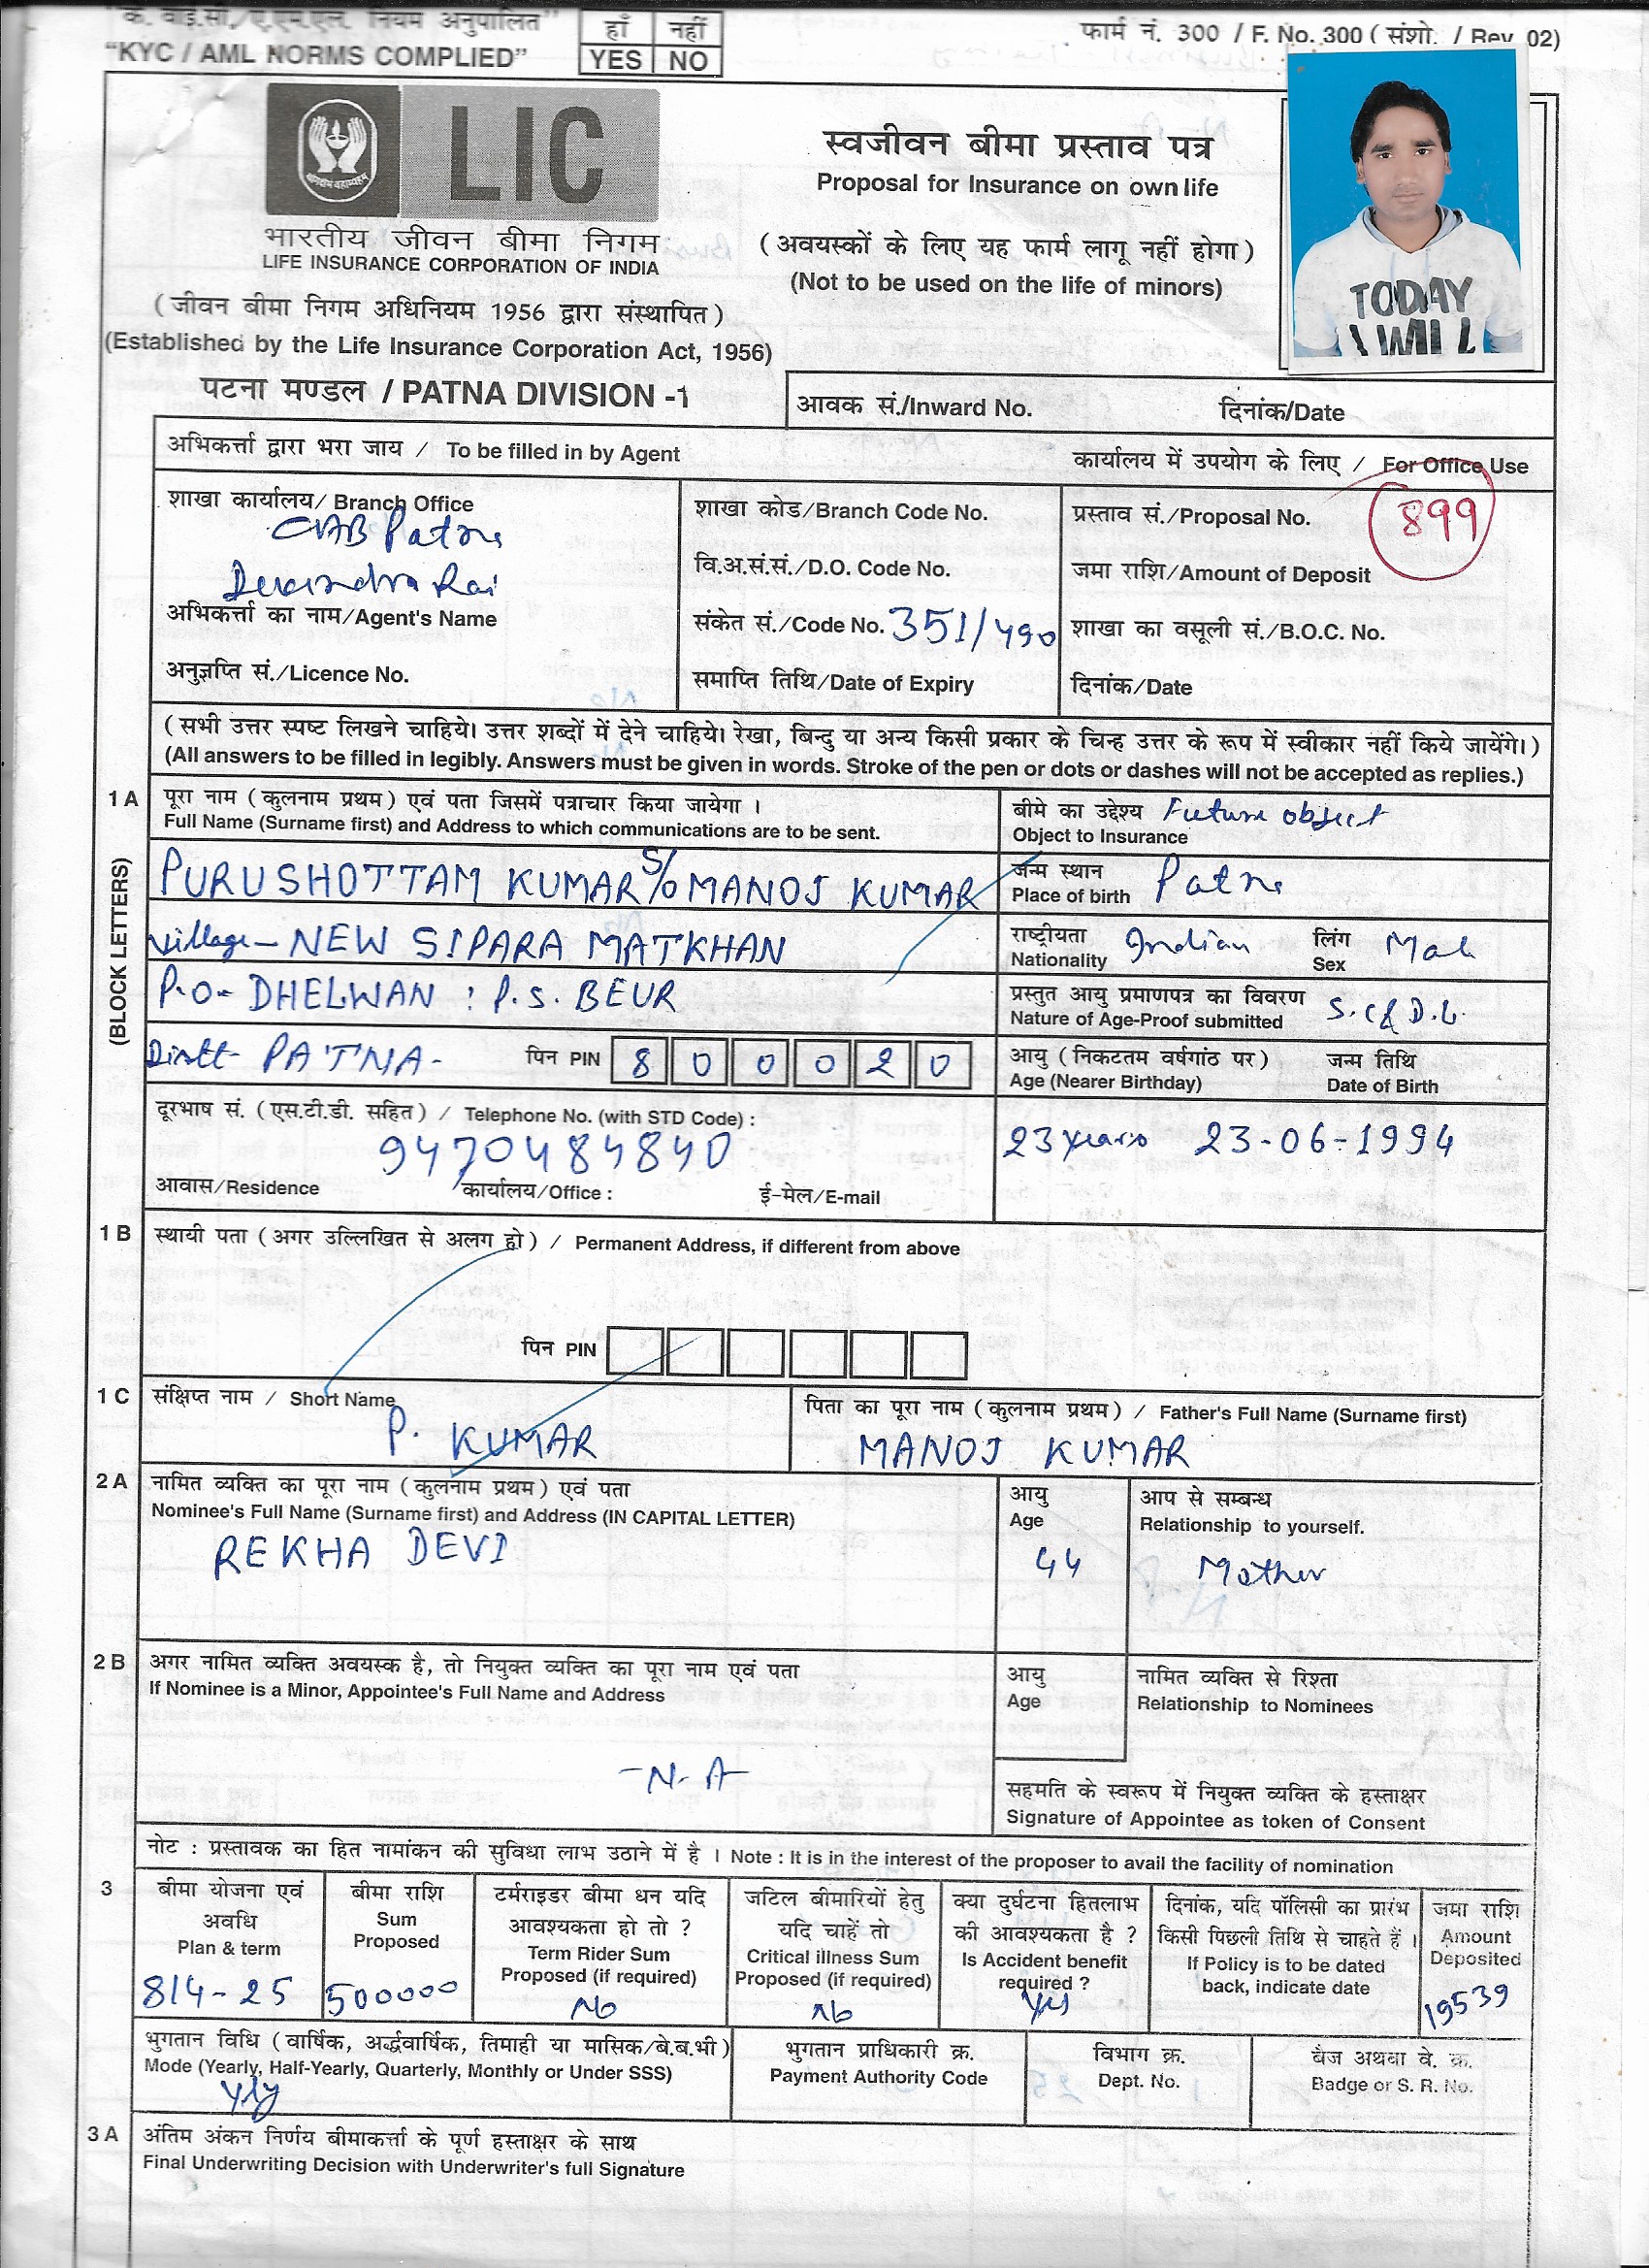 "के. वाई.सी./ए.एम.एल. नियम अनुपालित"
"KYC / AML NORMS COMPLIED"
हाँ नहीं
YES NO
फार्म नं. 300 / F. No. 300 ( संशो. / Rev. 02)
LIC
भारतीय जीवन बीमा निगम
LIFE INSURANCE CORPORATION OF INDIA
( जीवन बीमा निगम अधिनियम 1956 द्वारा संस्थापित )
(Established by the Life Insurance Corporation Act, 1956)
स्वजीवन बीमा प्रस्ताव पत्र
Proposal for Insurance on own life
( अवयस्कों के लिए यह फार्म लागू नहीं होगा )
(Not to be used on the life of minors)
TODAY
I WILL
पटना मण्डल / PATNA DIVISION -1
आवक सं./Inward No. दिनांक/Date
अभिकर्त्ता द्वारा भरा जाय / To be filled in by Agent
कार्यालय में उपयोग के लिए / For Office Use
शाखा कार्यालय/ Branch Office
CAB Patna
Devendra Rai
अभिकर्त्ता का नाम/Agent's Name
अनुज्ञप्ति सं./Licence No.
शाखा कोड/Branch Code No.
वि.अ.सं.सं./D.O. Code No.
संकेत सं./Code No. 351/490
समाप्ति तिथि/Date of Expiry
प्रस्ताव सं./Proposal No. 899
जमा राशि/Amount of Deposit
शाखा का वसूली सं./B.O.C. No.
दिनांक/Date
( सभी उत्तर स्पष्ट लिखने चाहिये। उत्तर शब्दों में देने चाहिये। रेखा, बिन्दु या अन्य किसी प्रकार के चिन्ह उत्तर के रूप में स्वीकार नहीं किये जायेंगे। )
(All answers to be filled in legibly. Answers must be given in words. Stroke of the pen or dots or dashes will not be accepted as replies.)
1 A
पूरा नाम ( कुलनाम प्रथम ) एवं पता जिसमें पत्राचार किया जायेगा ।
Full Name (Surname first) and Address to which communications are to be sent.
(BLOCK LETTERS)
PURUSHOTTAM KUMAR S/o MANOJ KUMAR
Village - NEW SIPARA MATKHAN
P.O- DHELWAN : P.S. BEUR
Distt- PATNA- पिन PIN 8 0 0 0 2 0
बीमे का उद्देश्य Future object
Object to Insurance
जन्म स्थान
Place of birth Patna
राष्ट्रीयता लिंग
Nationality Indian Sex Male
प्रस्तुत आयु प्रमाणपत्र का विवरण
Nature of Age-Proof submitted S.C & D.L.
आयु ( निकटतम वर्षगांठ पर ) जन्म तिथि
Age (Nearer Birthday) Date of Birth
23 years 23-06-1994
दूरभाष सं. ( एस.टी.डी. सहित ) / Telephone No. (with STD Code) :
9470484840
आवास/Residence कार्यालय/Office : ई-मेल/E-mail
1 B
स्थायी पता ( अगर उल्लिखित से अलग हो ) / Permanent Address, if different from above
पिन PIN
1 C
संक्षिप्त नाम / Short Name
P. KUMAR
पिता का पूरा नाम ( कुलनाम प्रथम ) / Father's Full Name (Surname first)
MANOJ KUMAR
2 A
नामित व्यक्ति का पूरा नाम ( कुलनाम प्रथम ) एवं पता
Nominee's Full Name (Surname first) and Address (IN CAPITAL LETTER)
REKHA DEVI
आयु
Age
44
आप से सम्बन्ध
Relationship to yourself.
Mother
2 B
अगर नामित व्यक्ति अवयस्क है, तो नियुक्त व्यक्ति का पूरा नाम एवं पता
If Nominee is a Minor, Appointee's Full Name and Address
-N-A-
आयु
Age
नामित व्यक्ति से रिश्ता
Relationship to Nominees
सहमति के स्वरूप में नियुक्त व्यक्ति के हस्ताक्षर
Signature of Appointee as token of Consent
नोट : प्रस्तावक का हित नामांकन की सुविधा लाभ उठाने में है । Note : It is in the interest of the proposer to avail the facility of nomination
3
बीमा योजना एवं
अवधि
Plan & term
814-25
बीमा राशि
Sum
Proposed
500000
टर्मराइडर बीमा धन यदि
आवश्यकता हो तो ?
Term Rider Sum
Proposed (if required)
No
जटिल बीमारियों हेतु
यदि चाहें तो
Critical illness Sum
Proposed (if required)
No
क्या दुर्घटना हितलाभ
की आवश्यकता है ?
Is Accident benefit
required ?
Yes
दिनांक, यदि पॉलिसी का प्रारंभ
किसी पिछली तिथि से चाहते हैं ।
If Policy is to be dated
back, indicate date
जमा राशि
Amount
Deposited
19539
भुगतान विधि ( वार्षिक, अर्द्धवार्षिक, तिमाही या मासिक/बे.ब.भी )
Mode (Yearly, Half-Yearly, Quarterly, Monthly or Under SSS)
Yly
भुगतान प्राधिकारी क्र.
Payment Authority Code
विभाग क्र.
Dept. No.
बैज अथवा वे. क्र.
Badge or S. R. No.
3 A
अंतिम अंकन निर्णय बीमाकर्त्ता के पूर्ण हस्ताक्षर के साथ
Final Underwriting Decision with Underwriter's full Signature